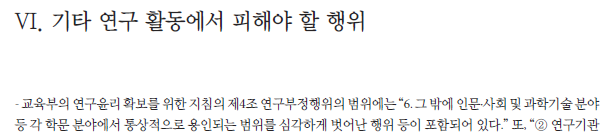 Ⅵ. 기타 연구 활동에서 피해야 할 행위
- 교육부의 연구윤리 확보를 위한 지침의 제4조 연구부정행위의 범위에는 “6. 그 밖에 인문·사회 및 과학기술 분야
등 각 학문 분야에서 통상적으로 용인되는 범위를 심각하게 벗어난 행위 등이 포함되어 있다.” 또, “② 연구기관